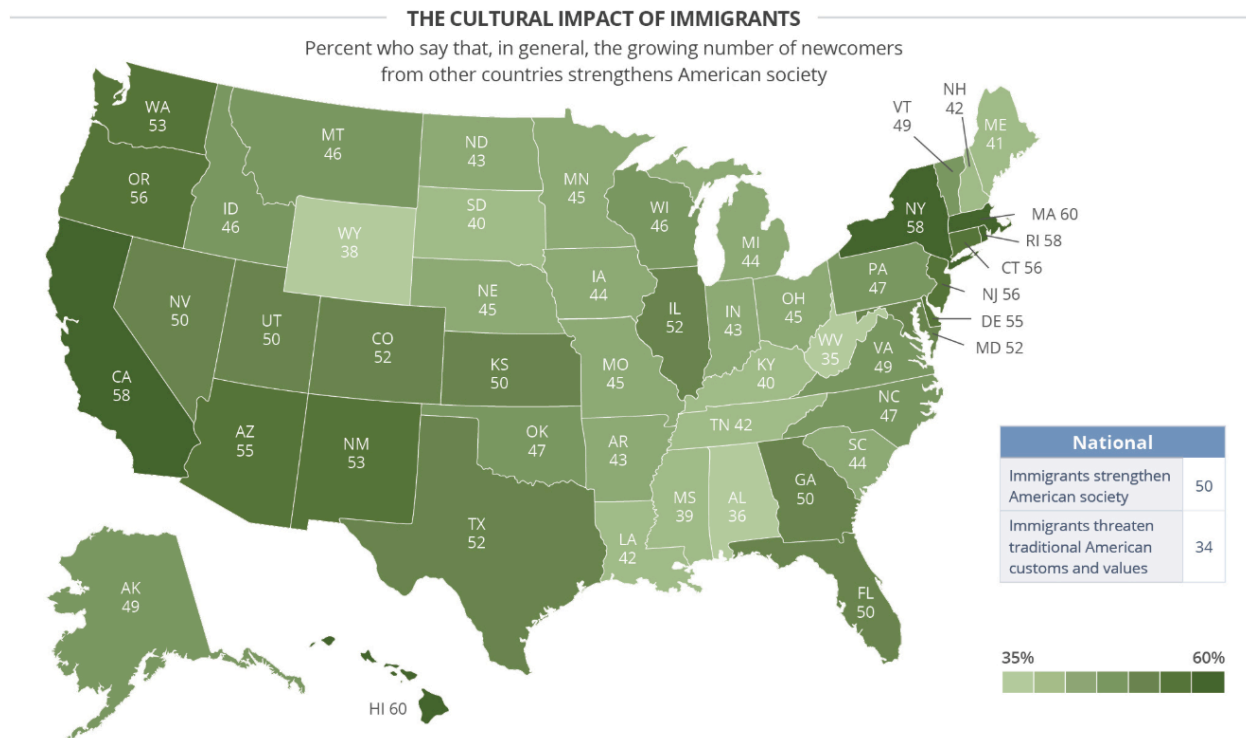 THE CULTURAL IMPACT OF IMMIGRANTS
Percent who say that, in general, the growing number of newcomers
from other countries strengthens American society
WA
53
OR
56
CA
58
NV
50
ID
46
MT
46
WY
38
UT
50
CO
52
AZ
55
NM
53
ND
43
SD
40
NE
45
KS
50
OK
47
TX
52
MN
45
IA
44
MO
45
AR
43
LA
42
WI
46
IL
52
MI
44
IN
43
OH
45
KY
40
TN 42
MS
39
AL
36
GA
50
FL
50
SC
44
NC
47
VA
49
WV
35
PA
47
NY
58
VT
49
NH
42
ME
41
MA 60
RI 58
CT 56
NJ 56
DE 55
MD 52
AK
49
HI 60
National
Immigrants strengthen
American society
50
Immigrants threaten
traditional American
customs and values
34
35%
60%